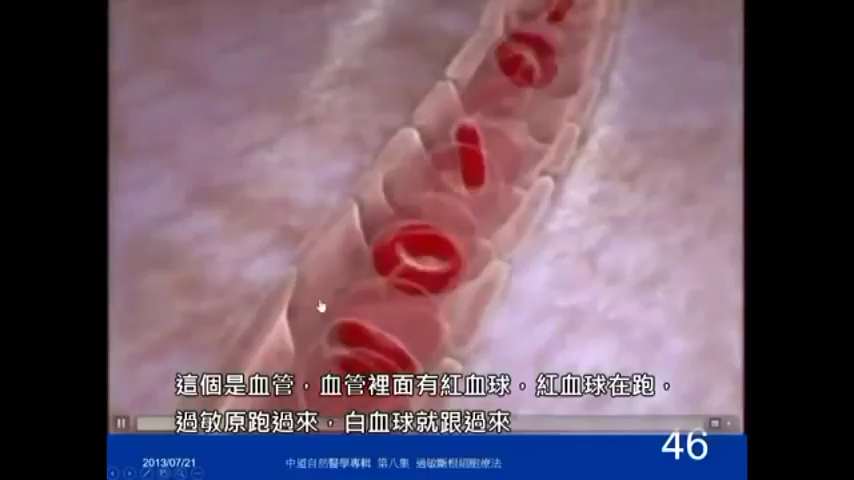 這個是血管，血管裡面有紅血球，紅血球在跑，
過敏原跑過來，白血球就跟過來
46
2013/07/21
中道自然醫學專輯 第八集 過敏斷根細胞療法